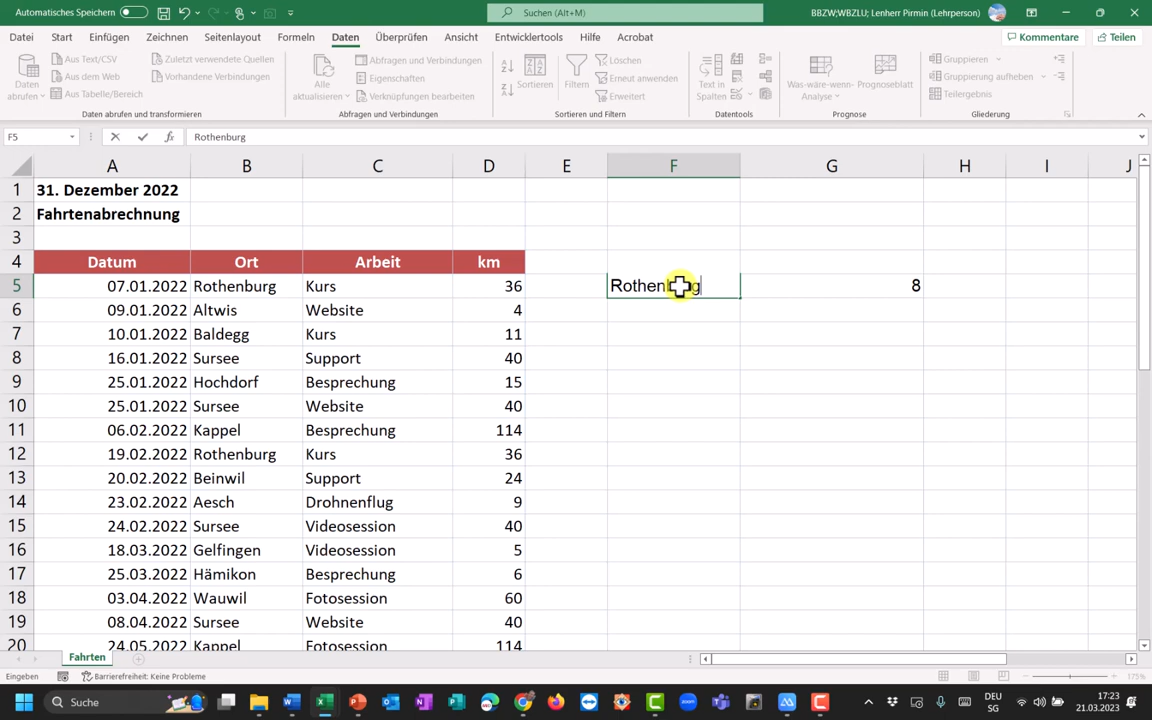 Automatisches Speichern
Suchen (Alt+M)
BBZW;WBZLU; Lenherr Pirmin (Lehrperson)
Datei Start Einfügen Zeichnen Seitenlayout Formeln Daten Überprüfen Ansicht Entwicklertools Hilfe Acrobat Kommentare Teilen
Daten abrufen
Aus Text/CSV
Aus dem Web
Aus Tabelle/Bereich
Zuletzt verwendete Quellen
Vorhandene Verbindungen
Daten abrufen und transformieren
Alle aktualisieren
Abfragen und Verbindungen
Eigenschaften
Verknüpfungen bearbeiten
Abfragen und Verbindungen
Sortieren
Filtern
Löschen
Erneut anwenden
Erweitert
Sortieren und Filtern
Text in Spalten
Datentools
Was-wäre-wenn-Analyse
Prognoseblatt
Prognose
Gruppieren
Gruppierung aufheben
Teilergebnis
Gliederung
F5 Rothenburg
A B C D E F G H I J
1 31. Dezember 2022
2 Fahrtenabrechnung
3
4 Datum Ort Arbeit km
5 07.01.2022 Rothenburg Kurs 36 Rothenburg 8
6 09.01.2022 Altwis Website 4
7 10.01.2022 Baldegg Kurs 11
8 16.01.2022 Sursee Support 40
9 25.01.2022 Hochdorf Besprechung 15
10 25.01.2022 Sursee Website 40
11 06.02.2022 Kappel Besprechung 114
12 19.02.2022 Rothenburg Kurs 36
13 20.02.2022 Beinwil Support 24
14 23.02.2022 Aesch Drohnenflug 9
15 24.02.2022 Sursee Videosession 40
16 18.03.2022 Gelfingen Videosession 5
17 25.03.2022 Hämikon Besprechung 6
18 03.04.2022 Wauwil Fotosession 60
19 08.04.2022 Sursee Website 40
20 24.05.2022 Kappel Fotosession 114
Fahrten
Eingeben Barrierefreiheit: Keine Probleme 175%
Suche
DEU
SG
17:23
21.03.2023